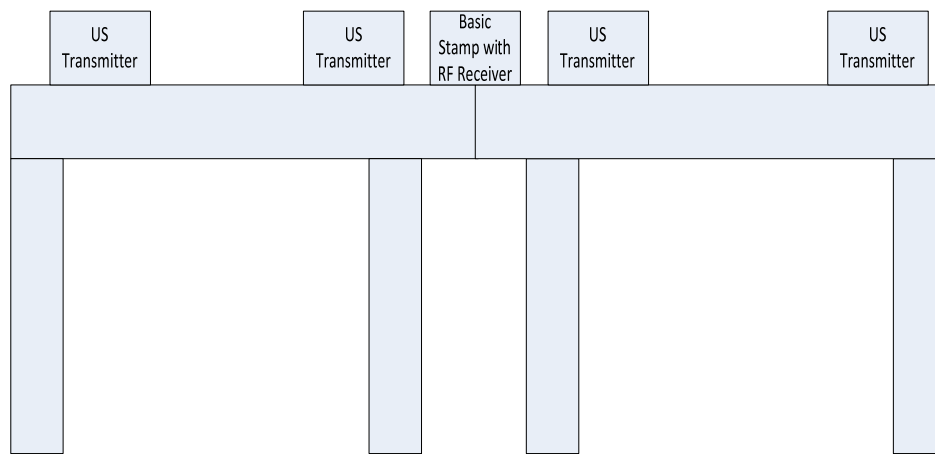 US
Transmitter
US
Transmitter
Basic
Stamp with
RF Receiver
US
Transmitter
US
Transmitter